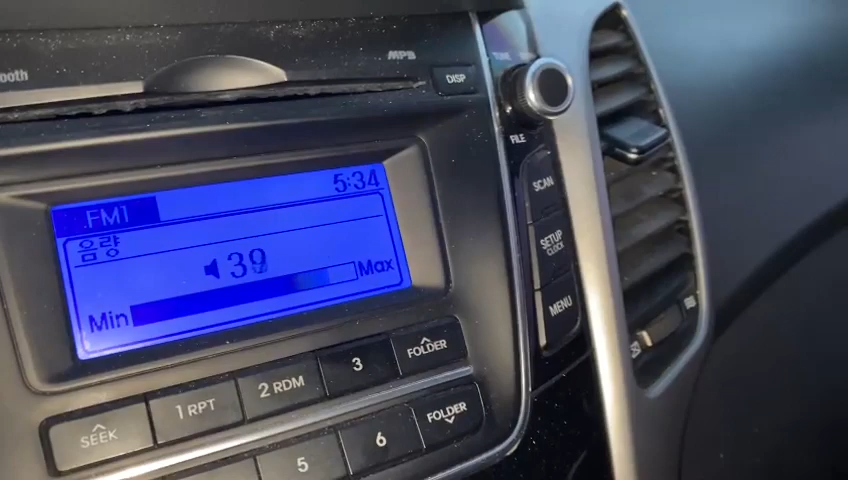 ooth
MP3
DISP
TUNE
FILE
FM1
5:34
음량
39
Min
Max
SCAN
SETUP
CLOCK
MENU
SEEK
1 RPT
2 RDM
3
FOLDER
5
6
FOLDER